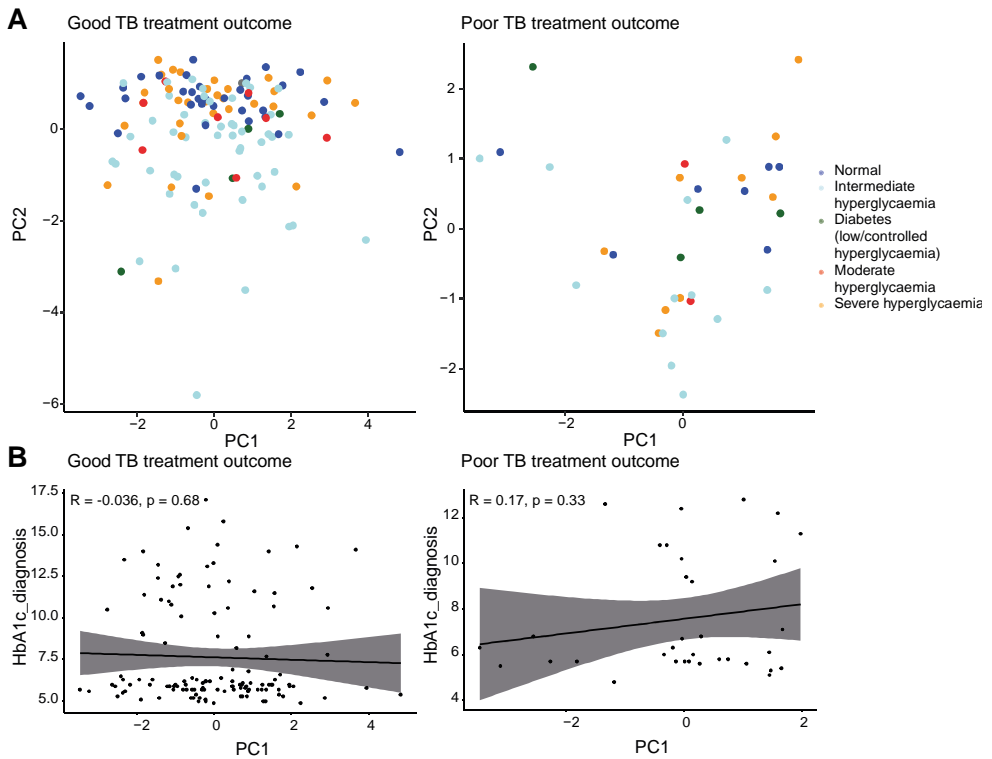 A
Good TB treatment outcome
Poor TB treatment outcome
0
−2
−4
−6
PC2
−2
0
2
4
PC1
2
1
0
−1
−2
PC2
−2
0
PC1
Normal
Intermediate
hyperglycaemia
Diabetes
(low/controlled
hyperglycaemia)
Moderate
hyperglycaemia
Severe hyperglycaemia
B
Good TB treatment outcome
Poor TB treatment outcome
R = -0.036, p = 0.68
17.5
15.0
12.5
10.0
7.5
5.0
HbA1c_diagnosis
−2
0
2
4
PC1
R = 0.17, p = 0.33
12
10
8
6
4
HbA1c_diagnosis
−2
0
2
PC1